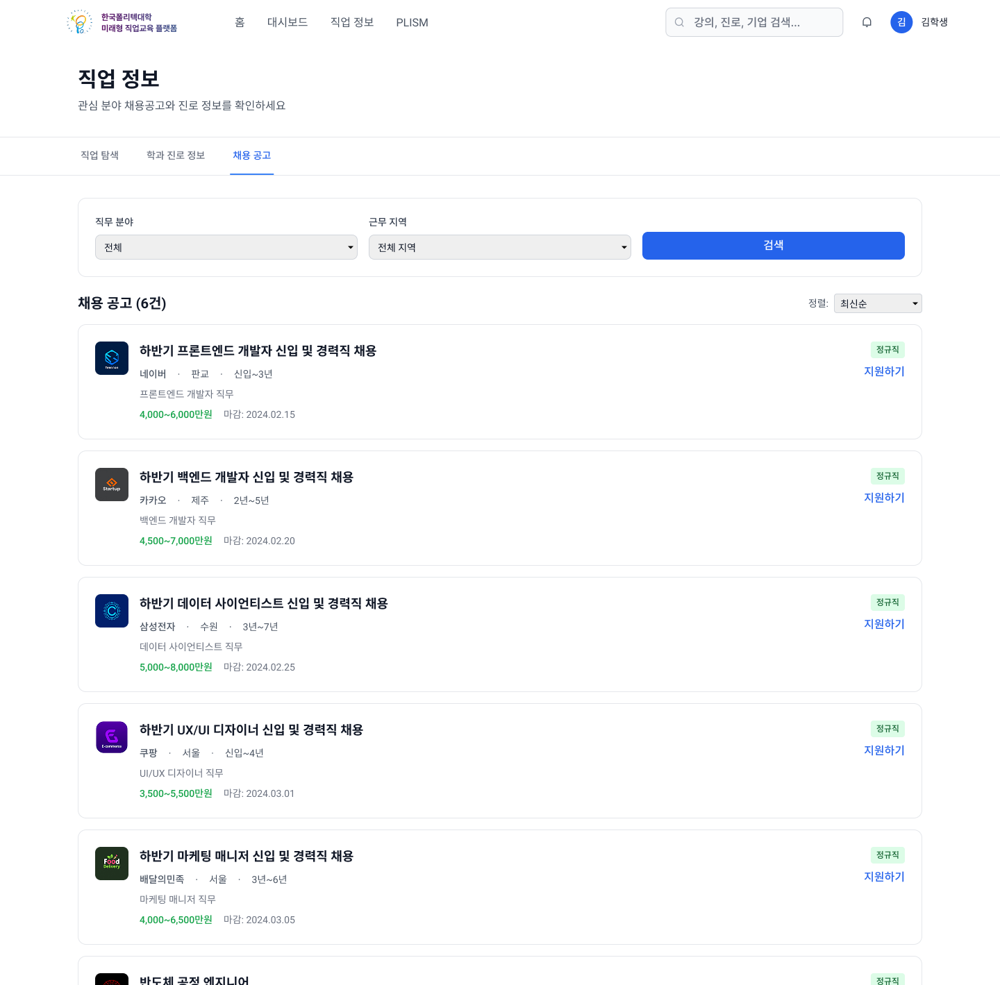 한국폴리텍대학
미래형 직업교육 플랫폼
홈 대시보드 직업 정보 PLISM
강의, 진로, 기업 검색...
김 김학생
직업 정보
관심 분야 채용공고와 진로 정보를 확인하세요
직업 탐색 학과 진로 정보 채용 공고
직무 분야 근무 지역
전체 전체 지역 검색
채용 공고 (6건) 정렬: 최신순
하반기 프론트엔드 개발자 신입 및 경력직 채용 정규직
네이버 · 판교 · 신입~3년 지원하기
프론트엔드 개발자 직무
4,000~6,000만원 마감: 2024.02.15
하반기 백엔드 개발자 신입 및 경력직 채용 정규직
Startup
카카오 · 제주 · 2년~5년 지원하기
백엔드 개발자 직무
4,500~7,000만원 마감: 2024.02.20
하반기 데이터 사이언티스트 신입 및 경력직 채용 정규직
삼성전자 · 수원 · 3년~7년 지원하기
데이터 사이언티스트 직무
5,000~8,000만원 마감: 2024.02.25
하반기 UX/UI 디자이너 신입 및 경력직 채용 정규직
E-commerce
쿠팡 · 서울 · 신입~4년 지원하기
UI/UX 디자이너 직무
3,500~5,500만원 마감: 2024.03.01
하반기 마케팅 매니저 신입 및 경력직 채용 정규직
Food
Delivery
배달의민족 · 서울 · 3년~6년 지원하기
마케팅 매니저 직무
4,000~6,500만원 마감: 2024.03.05
반도체 공정 엔지니어 정규직